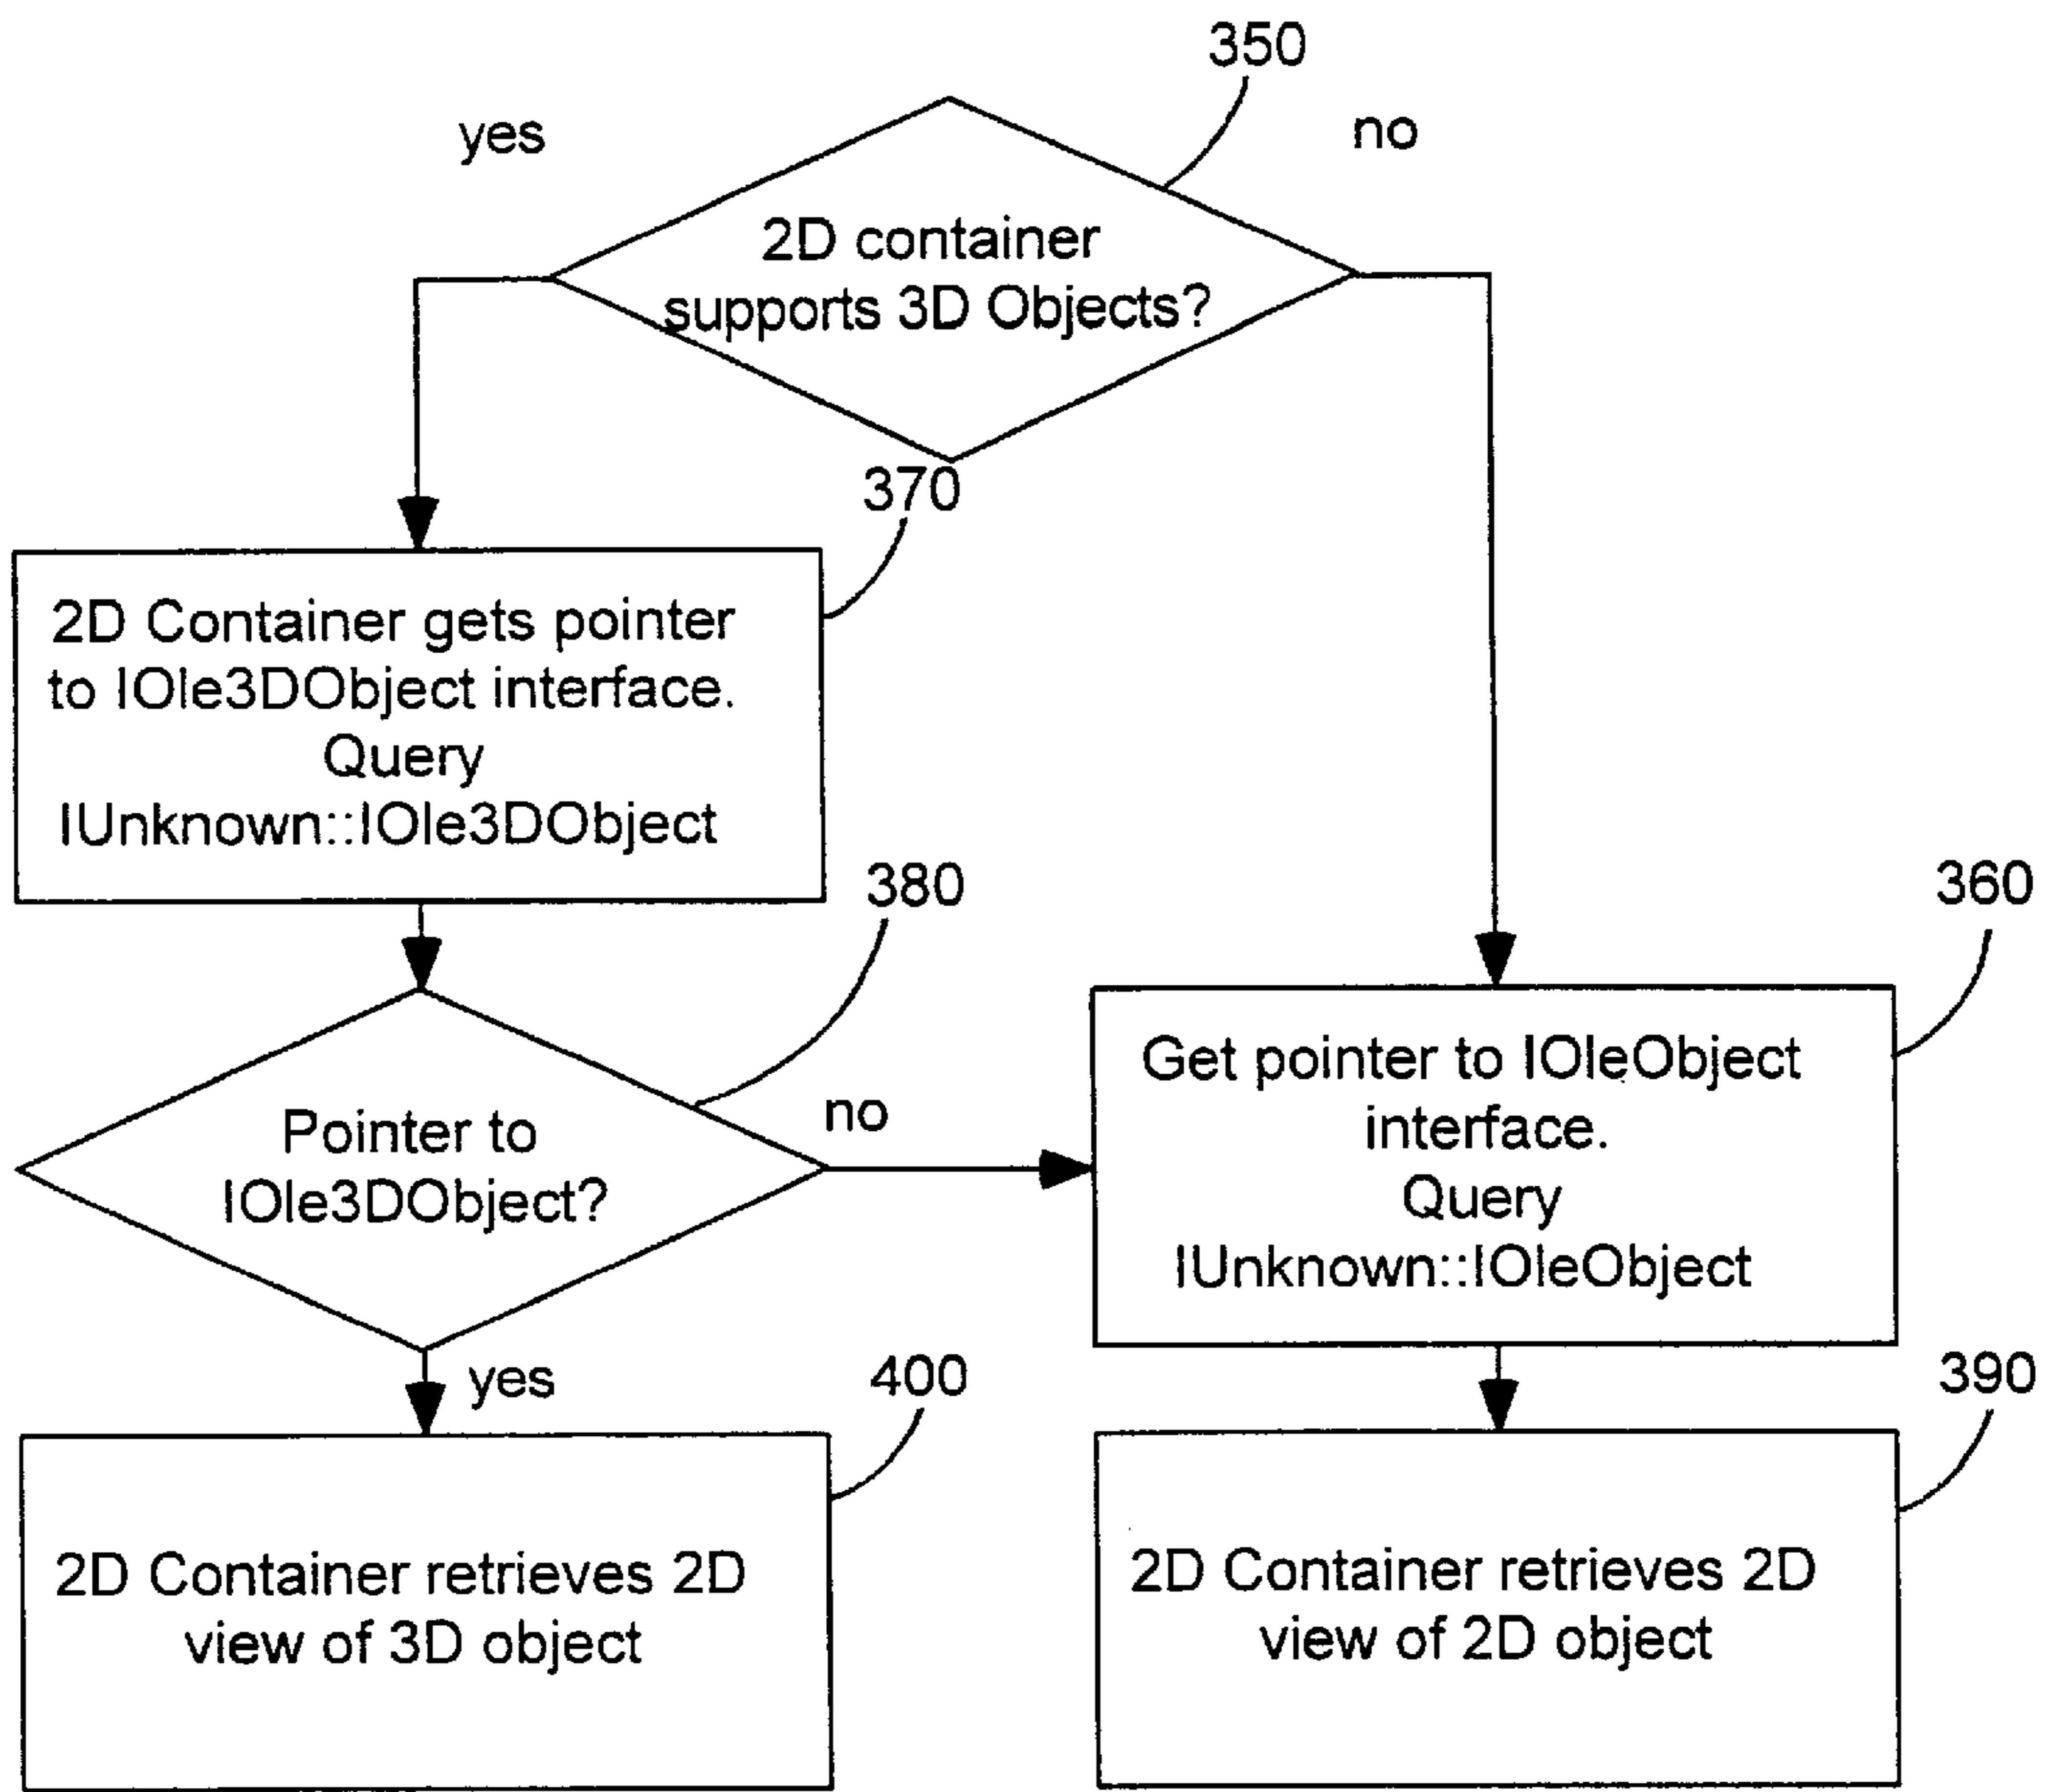 350
yes
no
2D container
supports 3D Objects?
370
2D Container gets pointer
to IOle3DObject interface.
Query
IUnknown::IOle3DObject
380
360
Pointer to
IOle3DObject?
no
Get pointer to IOleObject
interface.
Query
IUnknown::IOleObject
yes
400
390
2D Container retrieves 2D
view of 3D object
2D Container retrieves 2D
view of 2D object